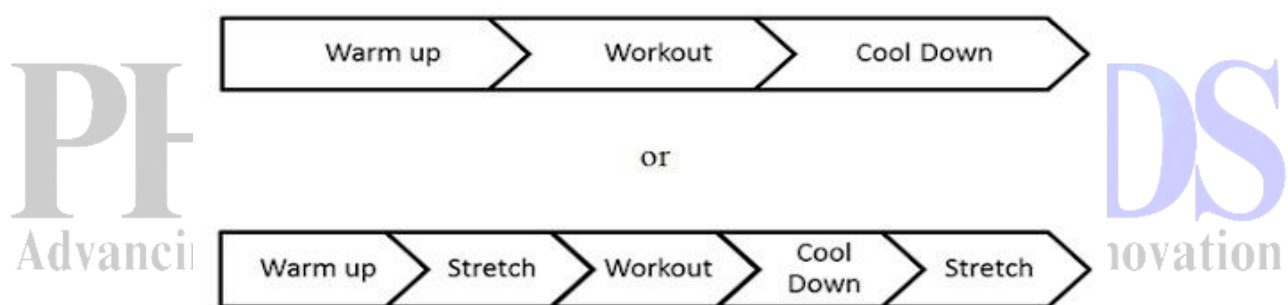 Warm up Workout Cool Down
or
Warm up Stretch Workout Cool Down Stretch